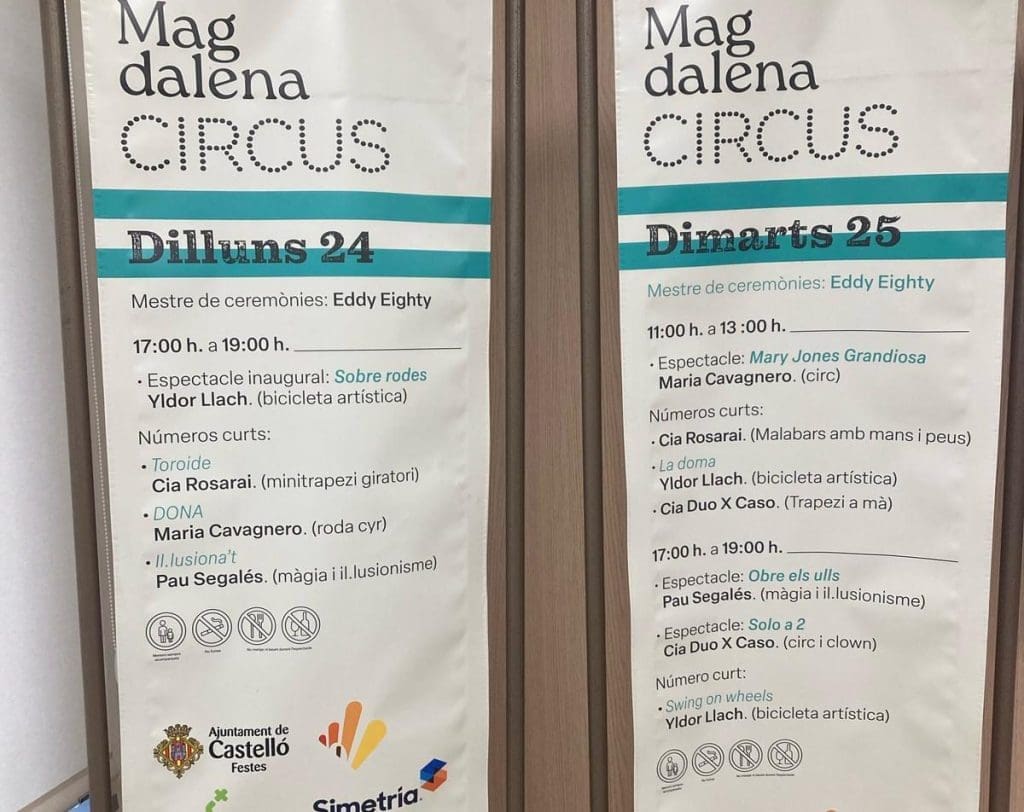 Mag
dalena
CIRCUS
Dilluns 24
Mestre de ceremònies: Eddy Eighty
17:00 h. a 19:00 h.
· Espectacle inaugural: Sobre rodes
Yldor Llach. (bicicleta artística)
Números curts:
· Toroide
Cia Rosarai. (minitrapezi giratori)
· DONA
Maria Cavagnero. (roda cyr)
· Il.lusiona't
Pau Segalés. (màgia i il.lusionisme)
No fumar
Ajuntament de
Castelló
Festes
Simetría
Mag
dalena
CIRCUS
Dimarts 25
Mestre de ceremònies: Eddy Eighty
11:00 h. a 13 :00 h.
· Espectacle: Mary Jones Grandiosa
Maria Cavagnero. (circ)
Números curts:
· Cia Rosarai. (Malabars amb mans i peus)
· La doma
Yldor Llach. (bicicleta artística)
· Cia Duo X Caso. (Trapezi a mà)
17:00 h. a 19:00 h.
· Espectacle: Obre els ulls
Pau Segalés. (màgia i il.lusionisme)
· Espectacle: Solo a 2
Cia Duo X Caso. (circ i clown)
Número curt:
· Swing on wheels
Yldor Llach. (bicicleta artística)